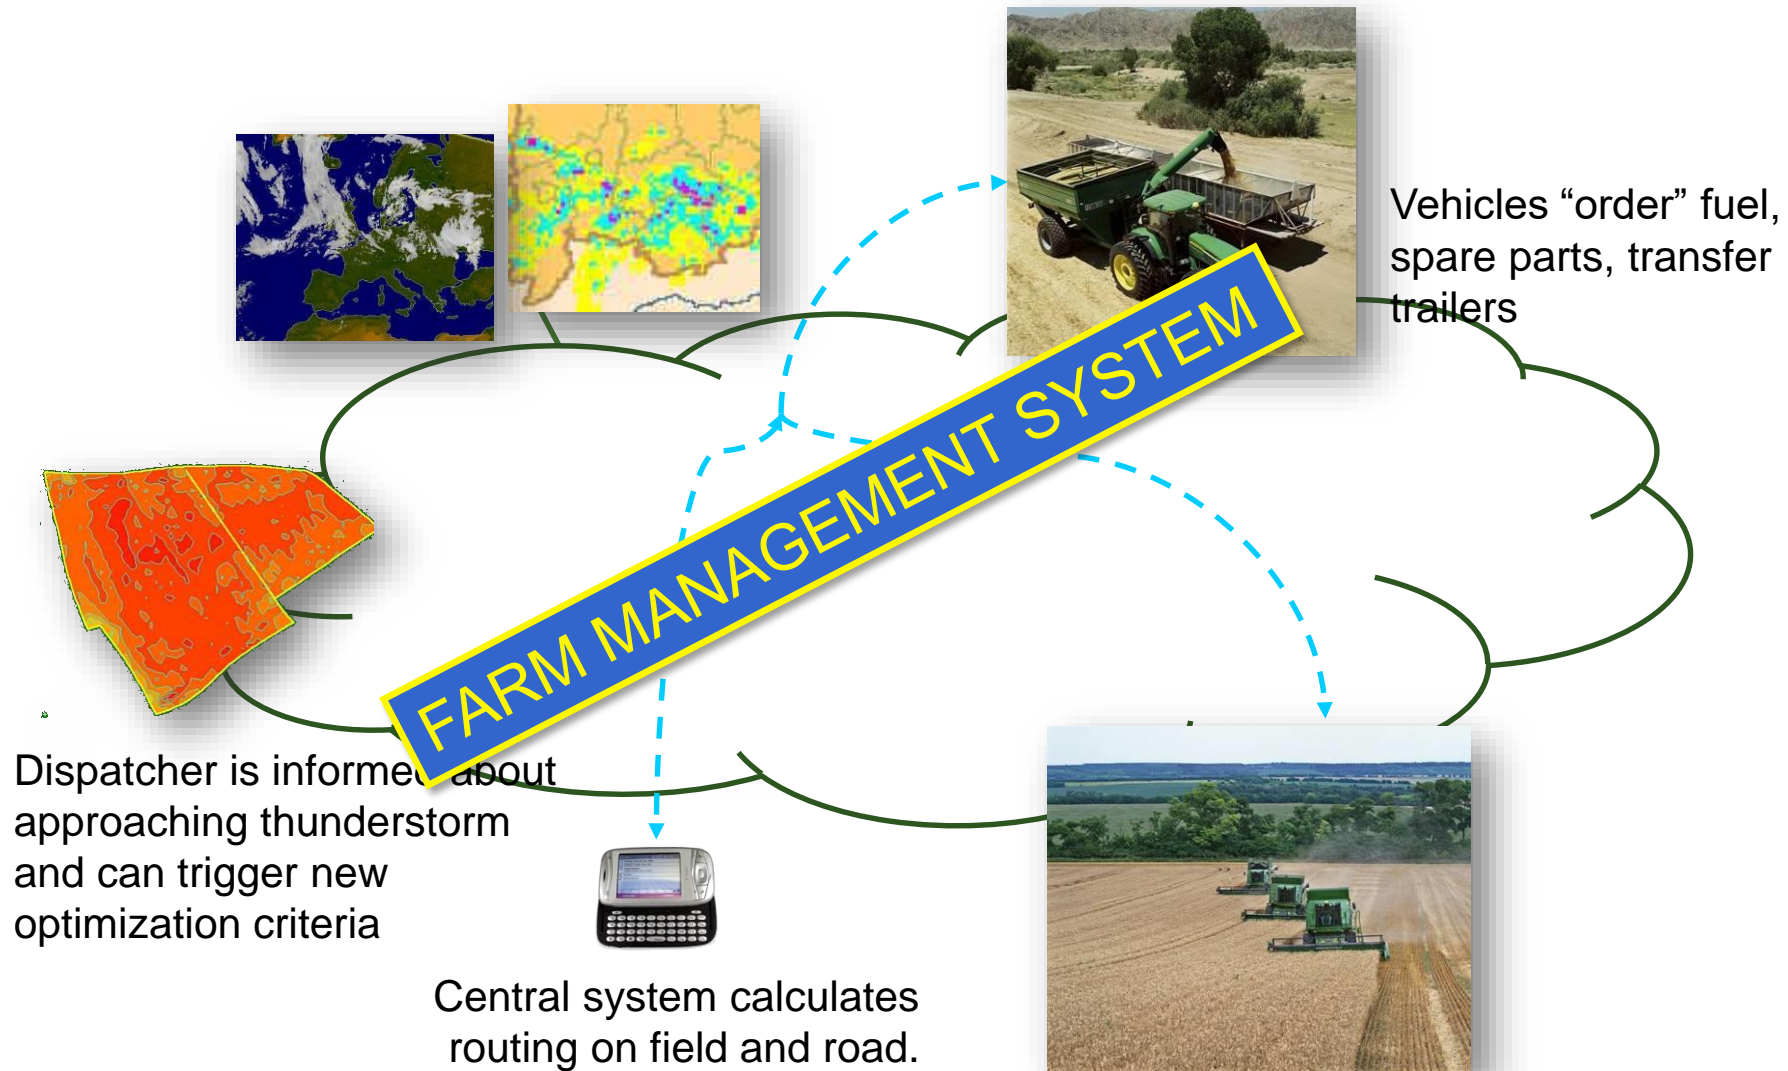 Vehicles “order” fuel,
spare parts, transfer
trailers
FARM MANAGEMENT SYSTEM
Dispatcher is informed about
approaching thunderstorm
and can trigger new
optimization criteria
Central system calculates
routing on field and road.